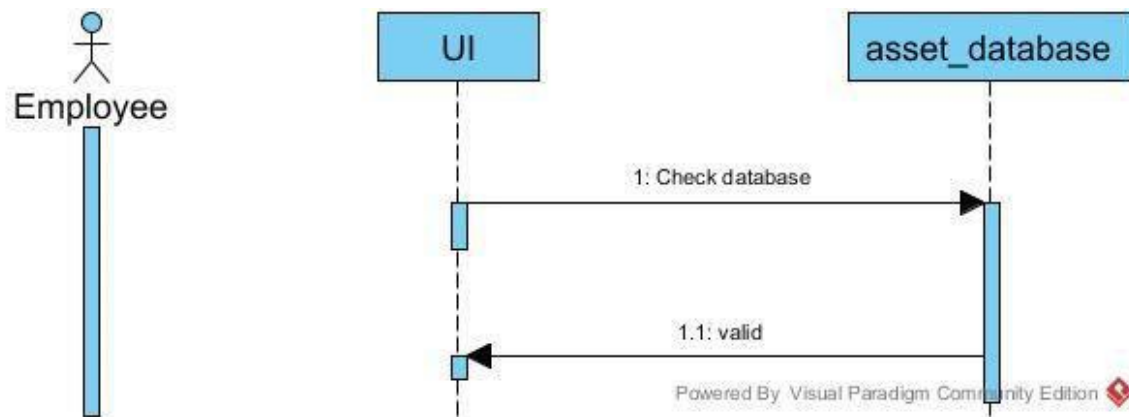 UI
asset_database
Employee
1: Check database
1.1: valid
Powered By Visual Paradigm Community Edition